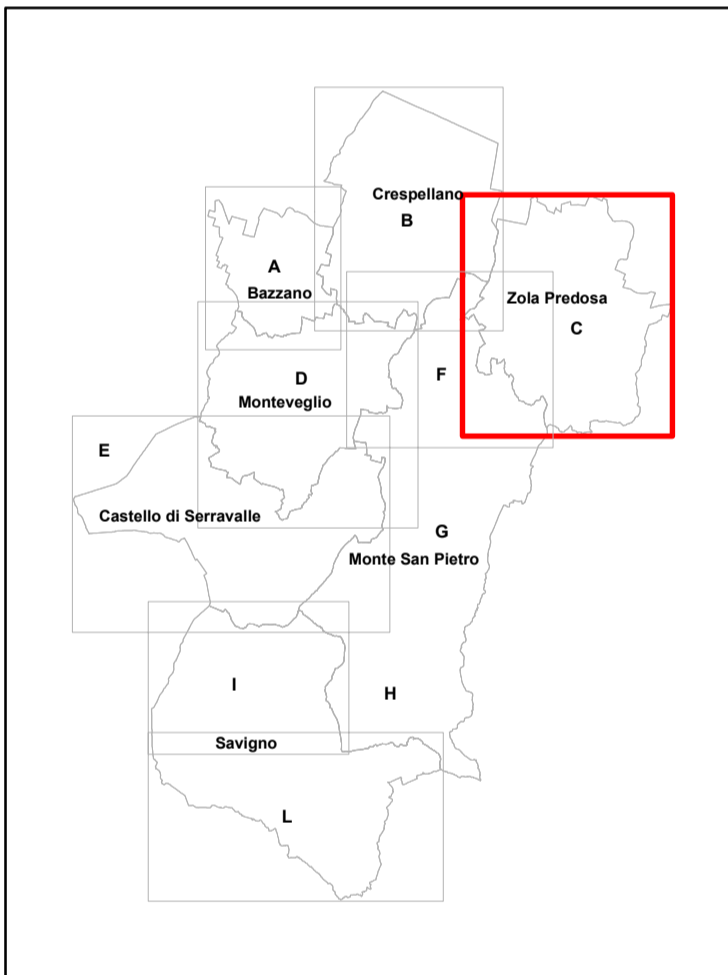 Crespellano
B
A
Bazzano
Zola Predosa
C
D
Monteveglio
F
E
Castello di Serravalle
G
Monte San Pietro
I
H
Savigno
L